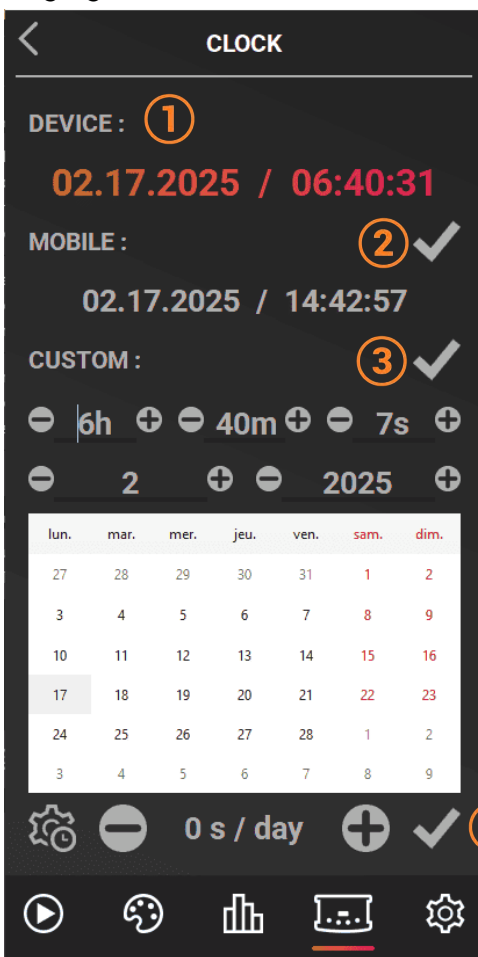 CLOCK
DEVICE : 1
02.17.2025 / 06:40:31
MOBILE : 2
02.17.2025 / 14:42:57
CUSTOM : 3
6h 40m 7s
2 2025
lun. mar. mer. jeu. ven. sam. dim.
27 28 29 30 31 1 2
3 4 5 6 7 8 9
10 11 12 13 14 15 16
17 18 19 20 21 22 23
24 25 26 27 28 1 2
3 4 5 6 7 8 9
0 s / day